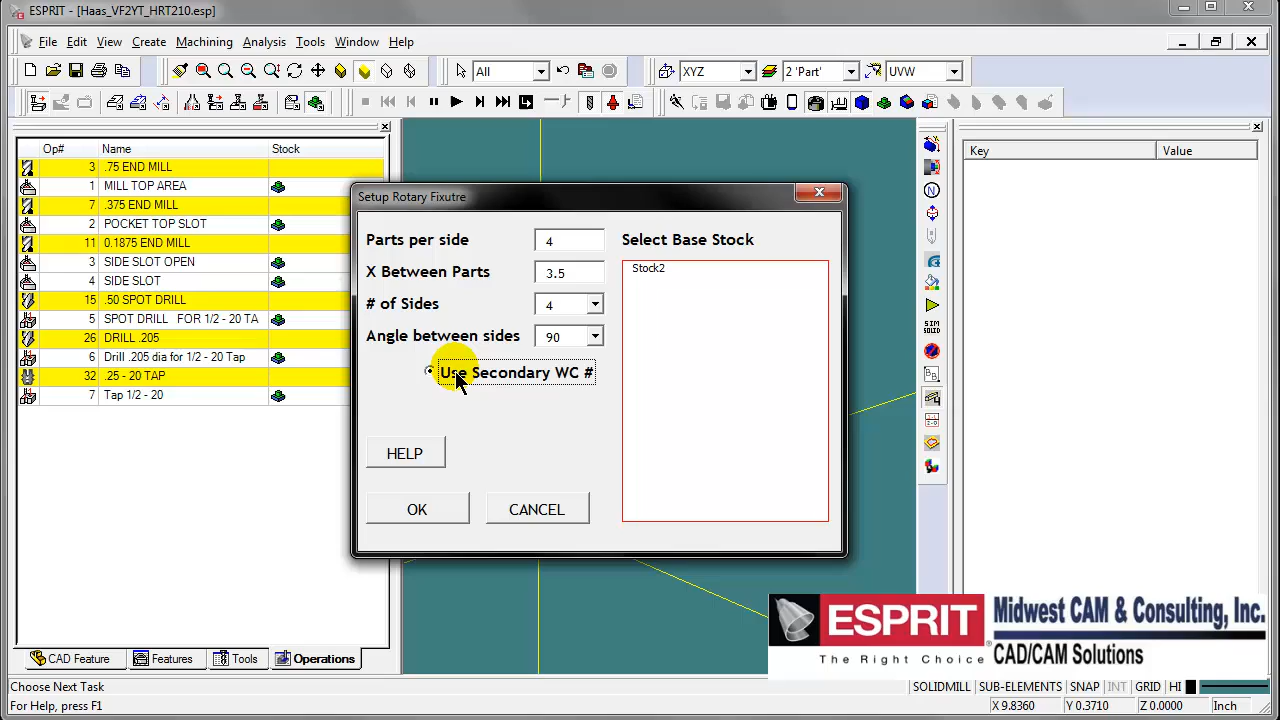 ESPRIT - [Haas_VF2YT_HRT210.esp]
File Edit View Create Machining Analysis Tools Window Help
All XYZ 2 'Part' UVW
Op# Name Stock
3 .75 END MILL
1 MILL TOP AREA
7 .375 END MILL
2 POCKET TOP SLOT
11 0.1875 END MILL
3 SIDE SLOT OPEN
4 SIDE SLOT
15 .50 SPOT DRILL
5 SPOT DRILL FOR 1/2 - 20 TA
26 DRILL .205
6 Drill .205 dia for 1/2 - 20 Tap
32 .25 - 20 TAP
7 Tap 1/2 - 20
Setup Rotary Fixutre
Parts per side 4
X Between Parts 3.5
# of Sides 4
Angle between sides 90
Use Secondary WC #
HELP
OK CANCEL
Select Base Stock
Stock2
Key Value
SIM
SOLID
ESPRIT®
The Right Choice
Midwest CAM & Consulting, Inc.
CAD/CAM Solutions
CAD Feature Features Tools Operations
Choose Next Task
SOLIDMILL SUB-ELEMENTS SNAP INT GRID HI
For Help, press F1
X 9.8360 Y 0.3710 Z 0.0000 Inch